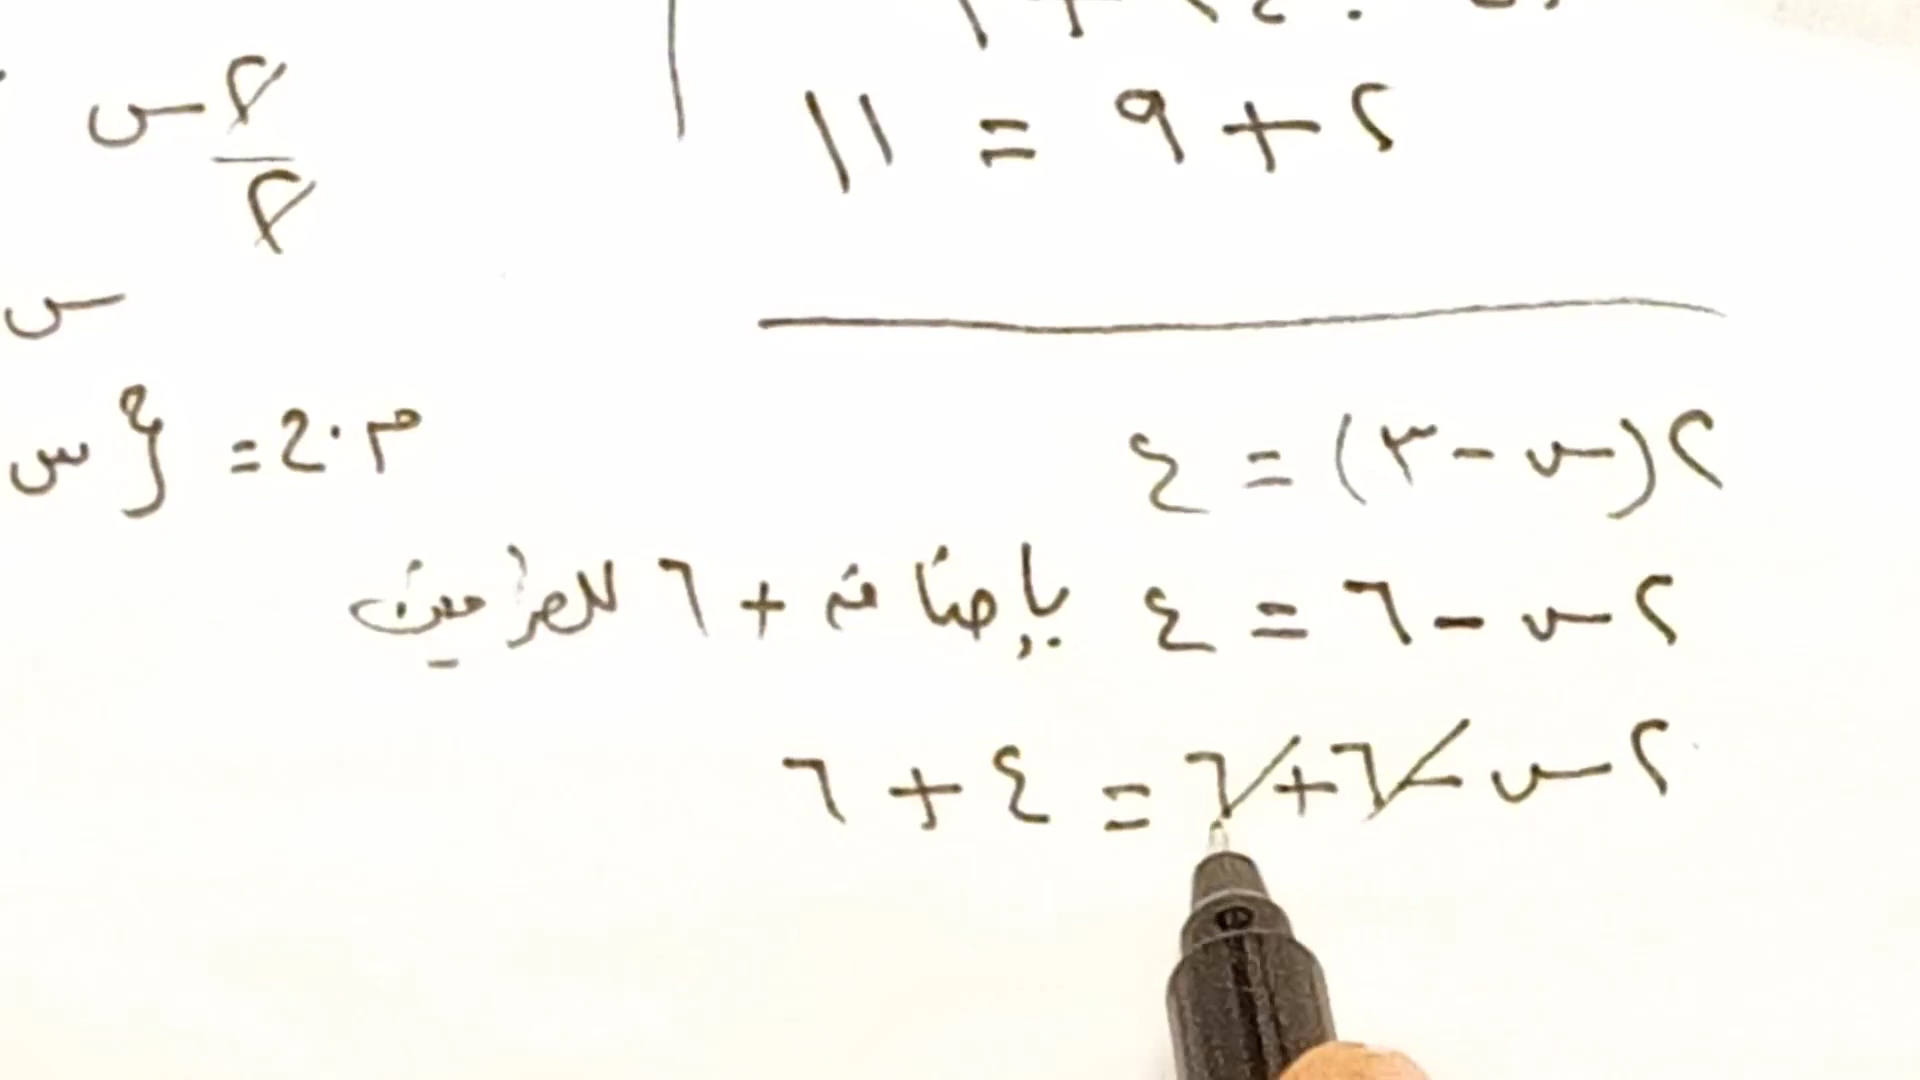 ٢ + ٩ = ١١
٢(س - ٣) = ٤
٢س - ٦ = ٤ بإضافة + ٦ للطرفين
٢س - ٦ + ٦ = ٤ + ٦
٢س
٢
س
م.ح = { س